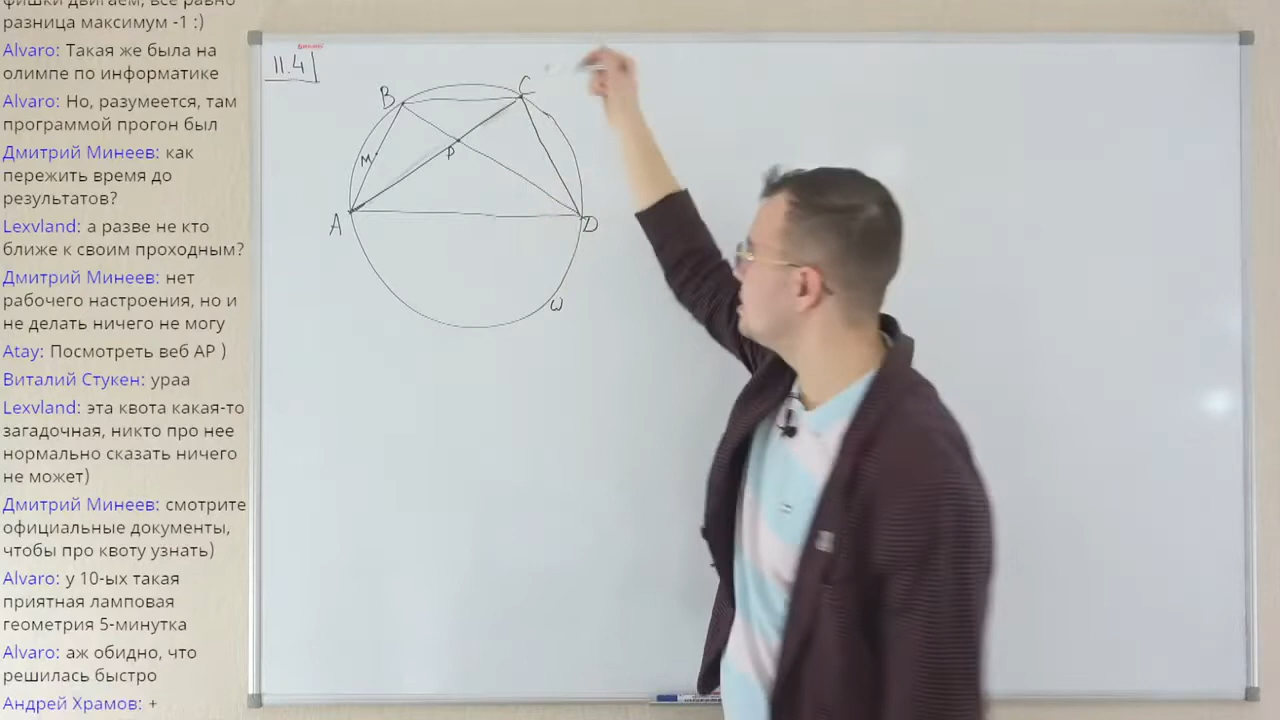 фишки двигаем, всё равно
разница максимум -1 :)
Alvaro: Такая же была на
олимпе по информатике
Alvaro: Но, разумеется, там
программой прогон был
Дмитрий Минеев: как
пережить время до
результатов?
Lexvland: а разве не кто
ближе к своим проходным?
Дмитрий Минеев: нет
рабочего настроения, но и
не делать ничего не могу
Atay: Посмотреть веб АР )
Виталий Стукен: ураа
Lexvland: эта квота какая-то
загадочная, никто про нее
нормально сказать ничего
не может)
Дмитрий Минеев: смотрите
официальные документы,
чтобы про квоту узнать)
Alvaro: у 10-ых такая
приятная ламповая
геометрия 5-минутка
Alvaro: аж обидно, что
решилась быстро
Андрей Храмов: +
11.4
B
C
M
P
A
D
ω